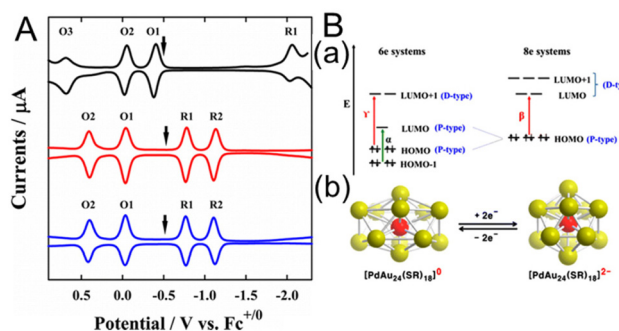 A
O3
O2
O1
R1
O2
O1
R1
R2
O2
O1
R1
R2
Currents / μA
0.5
0.0
-0.5
-1.0
-1.5
-2.0
Potential / V vs. Fc+/0
B
(a)
6e systems
8e systems
E
LUMO+1 (D-type)
γ
LUMO (P-type)
α
HOMO (P-type)
HOMO-1
LUMO+1
(D-ty
LUMO
β
HOMO (P-type)
(b)
+ 2e−
− 2e−
[PdAu24(SR)18]0
[PdAu24(SR)18]2−